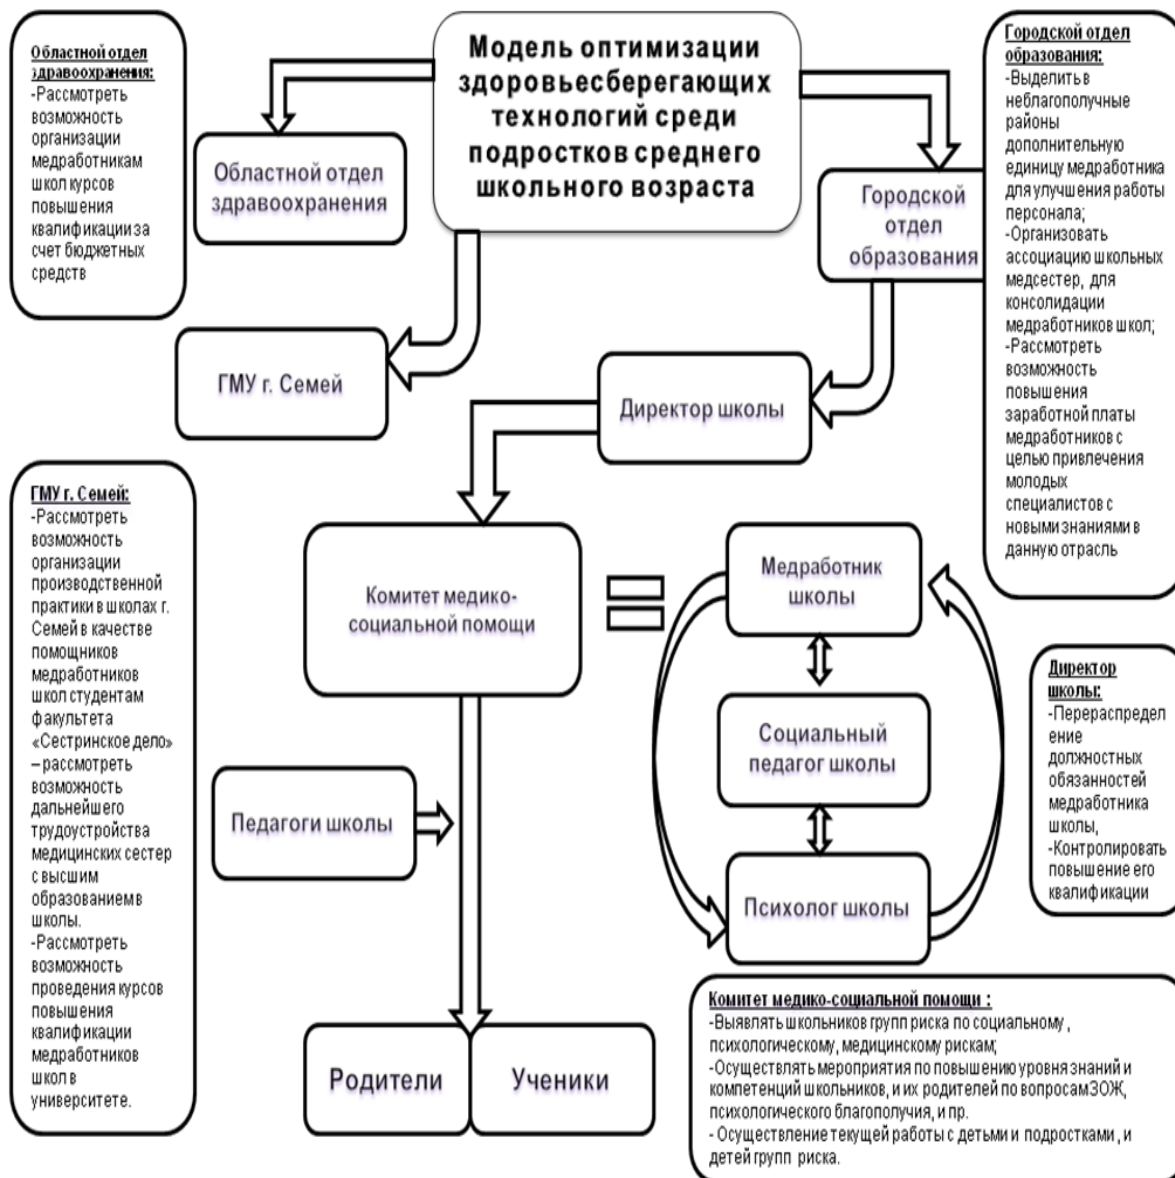 Областной отдел
здравоохранения:
-Рассмотреть
возможность
организации
медработникам
школ курсов
повышения
квалификации за
счет бюджетных
средств
Модель оптимизации
здоровьесберегающих
технологий среди
подростков среднего
школьного возраста
Городской отдел
образования:
-Выделить в
неблагополучные
районы
дополнительную
единицу медработника
для улучшения работы
персонала;
-Организовать
ассоциацию школьных
медсестер, для
консолидации
медработников школ;
-Рассмотреть
возможность
повышения
заработной платы
медработников с
целью привлечения
молодых
специалистов с
новыми знаниями в
данную отрасль
Областной отдел
здравоохранения
Городской
отдел
образования
ГМУ г. Семей
Директор школы
ГМУ г. Семей:
-Рассмотреть
возможность
организации
производственной
практики в школах г.
Семей в качестве
помощников
медработников
школ студентам
факультета
«Сестринское дело»
– рассмотреть
возможность
дальнейшего
трудоустройства
медицинских сестер
с высшим
образованием в
школы.
-Рассмотреть
возможность
проведения курсов
повышения
квалификации
медработников
школ в
университете.
Комитет медико-
социальной помощи
Медработник
школы
Социальный
педагог школы
Психолог школы
Директор
школы:
-Перераспредел
ение
должностных
обязанностей
медработника
школы,
-Контролировать
повышение его
квалификации
Педагоги школы
Родители
Ученики
Комитет медико-социальной помощи :
-Выявлять школьников групп риска по социальному ,
психологическому, медицинскому рискам;
-Осуществлять мероприятия по повышению уровня знаний и
компетенций школьников, и их родителей по вопросам ЗОЖ,
психологического благополучия, и пр.
- Осуществление текущей работы с детьми и подростками , и
детей групп риска.